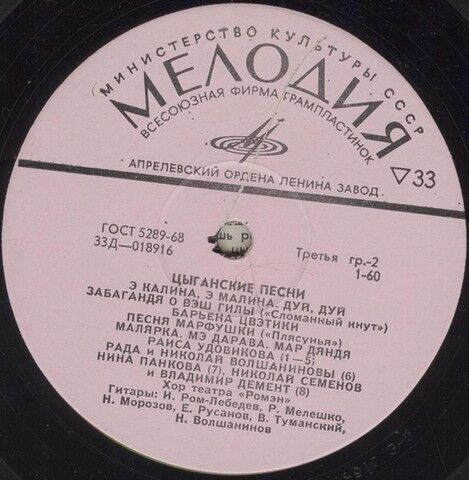 МИНИСТЕРСТВО КУЛЬТУРЫ СССР
МЕЛОДИЯ
ВСЕСОЮЗНАЯ ФИРМА ГРАМПЛАСТИНОК
АПРЕЛЕВСКИЙ ОРДЕНА ЛЕНИНА ЗАВОД
▽33
ГОСТ 5289-68
33Д—018916
Третья гр.-2
1-60
ЦЫГАНСКИЕ ПЕСНИ
Э КАЛИНА, Э МАЛИНА. ДУЙ, ДУЙ
ЗАБАГАНДЯ О ВЭШ ГИЛЫ («Сломанный кнут»)
БАРЬЕНА ЦВЭТИКИ
ПЕСНЯ МАРФУШКИ («Плясунья»)
МАЛЯРКА. МЭ ДАРАВА. МАР ДЯНДЯ
РАИСА УДОВИКОВА (1—5)
РАДА и НИКОЛАЙ ВОЛШАНИНОВЫ (6)
НИНА ПАНКОВА (7), НИКОЛАЙ СЕМЕНОВ
и ВЛАДИМИР ДЕМЕНТ (8)
Хор театра «Ромэн»
Гитары: И. Ром-Лебедев, Р. Мелешко,
Н. Морозов, Е. Русанов, В. Туманский,
Н. Волшанинов